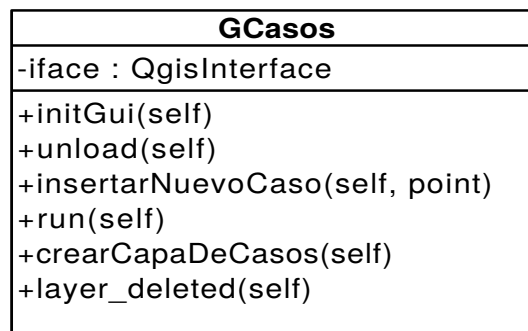 GCasos
-iface : QgisInterface
+initGui(self)
+unload(self)
+insertarNuevoCaso(self, point)
+run(self)
+crearCapaDeCasos(self)
+layer_deleted(self)